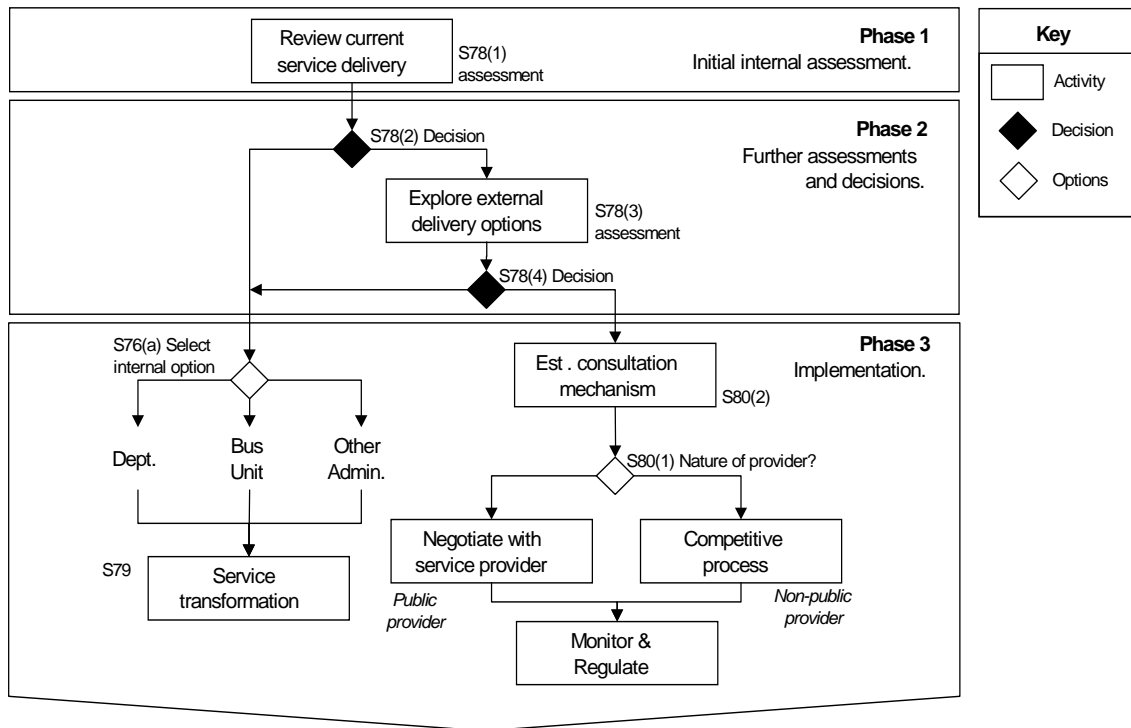 Review current
service delivery
S78(1)
assessment
Phase 1
Initial internal assessment.
S78(2) Decision
Phase 2
Further assessments
and decisions.
Explore external
delivery options
S78(3)
assessment
S78(4) Decision
S76(a) Select
internal option
Phase 3
Implementation.
Est . consultation
mechanism
S80(2)
Dept.
Bus
Unit
Other
Admin.
S80(1) Nature of provider?
Negotiate with
service provider
Competitive
process
S79
Service
transformation
Public
provider
Non-public
provider
Monitor &
Regulate
Key
Activity
Decision
Options